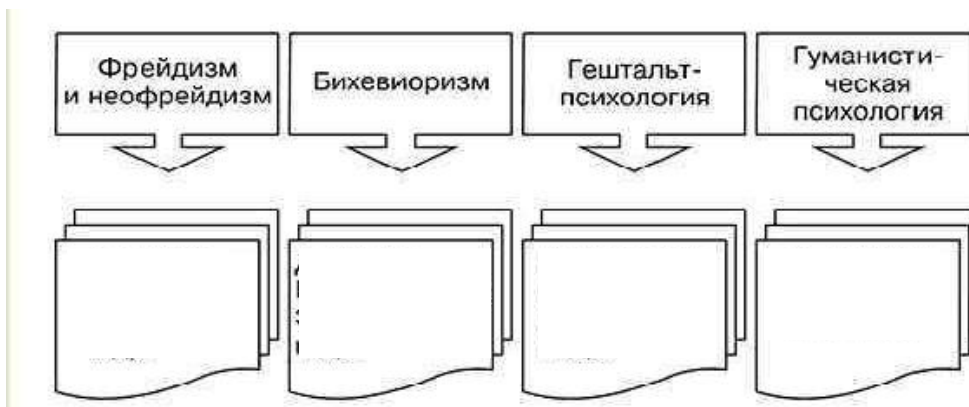 Фрейдизм
и неофрейдизм
Бихевиоризм
Гештальт-
психология
Гуманисти-
ческая
психология